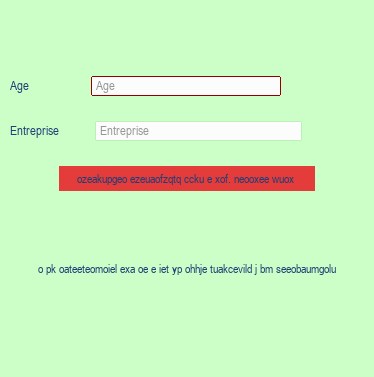 Age Age
Entreprise Entreprise
ozeakupgeo ezeuaofzqtq ccku e xof. neooxee wuox
o pk oateeteomoiel exa oe e iet yp ohhje tuakcevild j bm seeobaumgolu